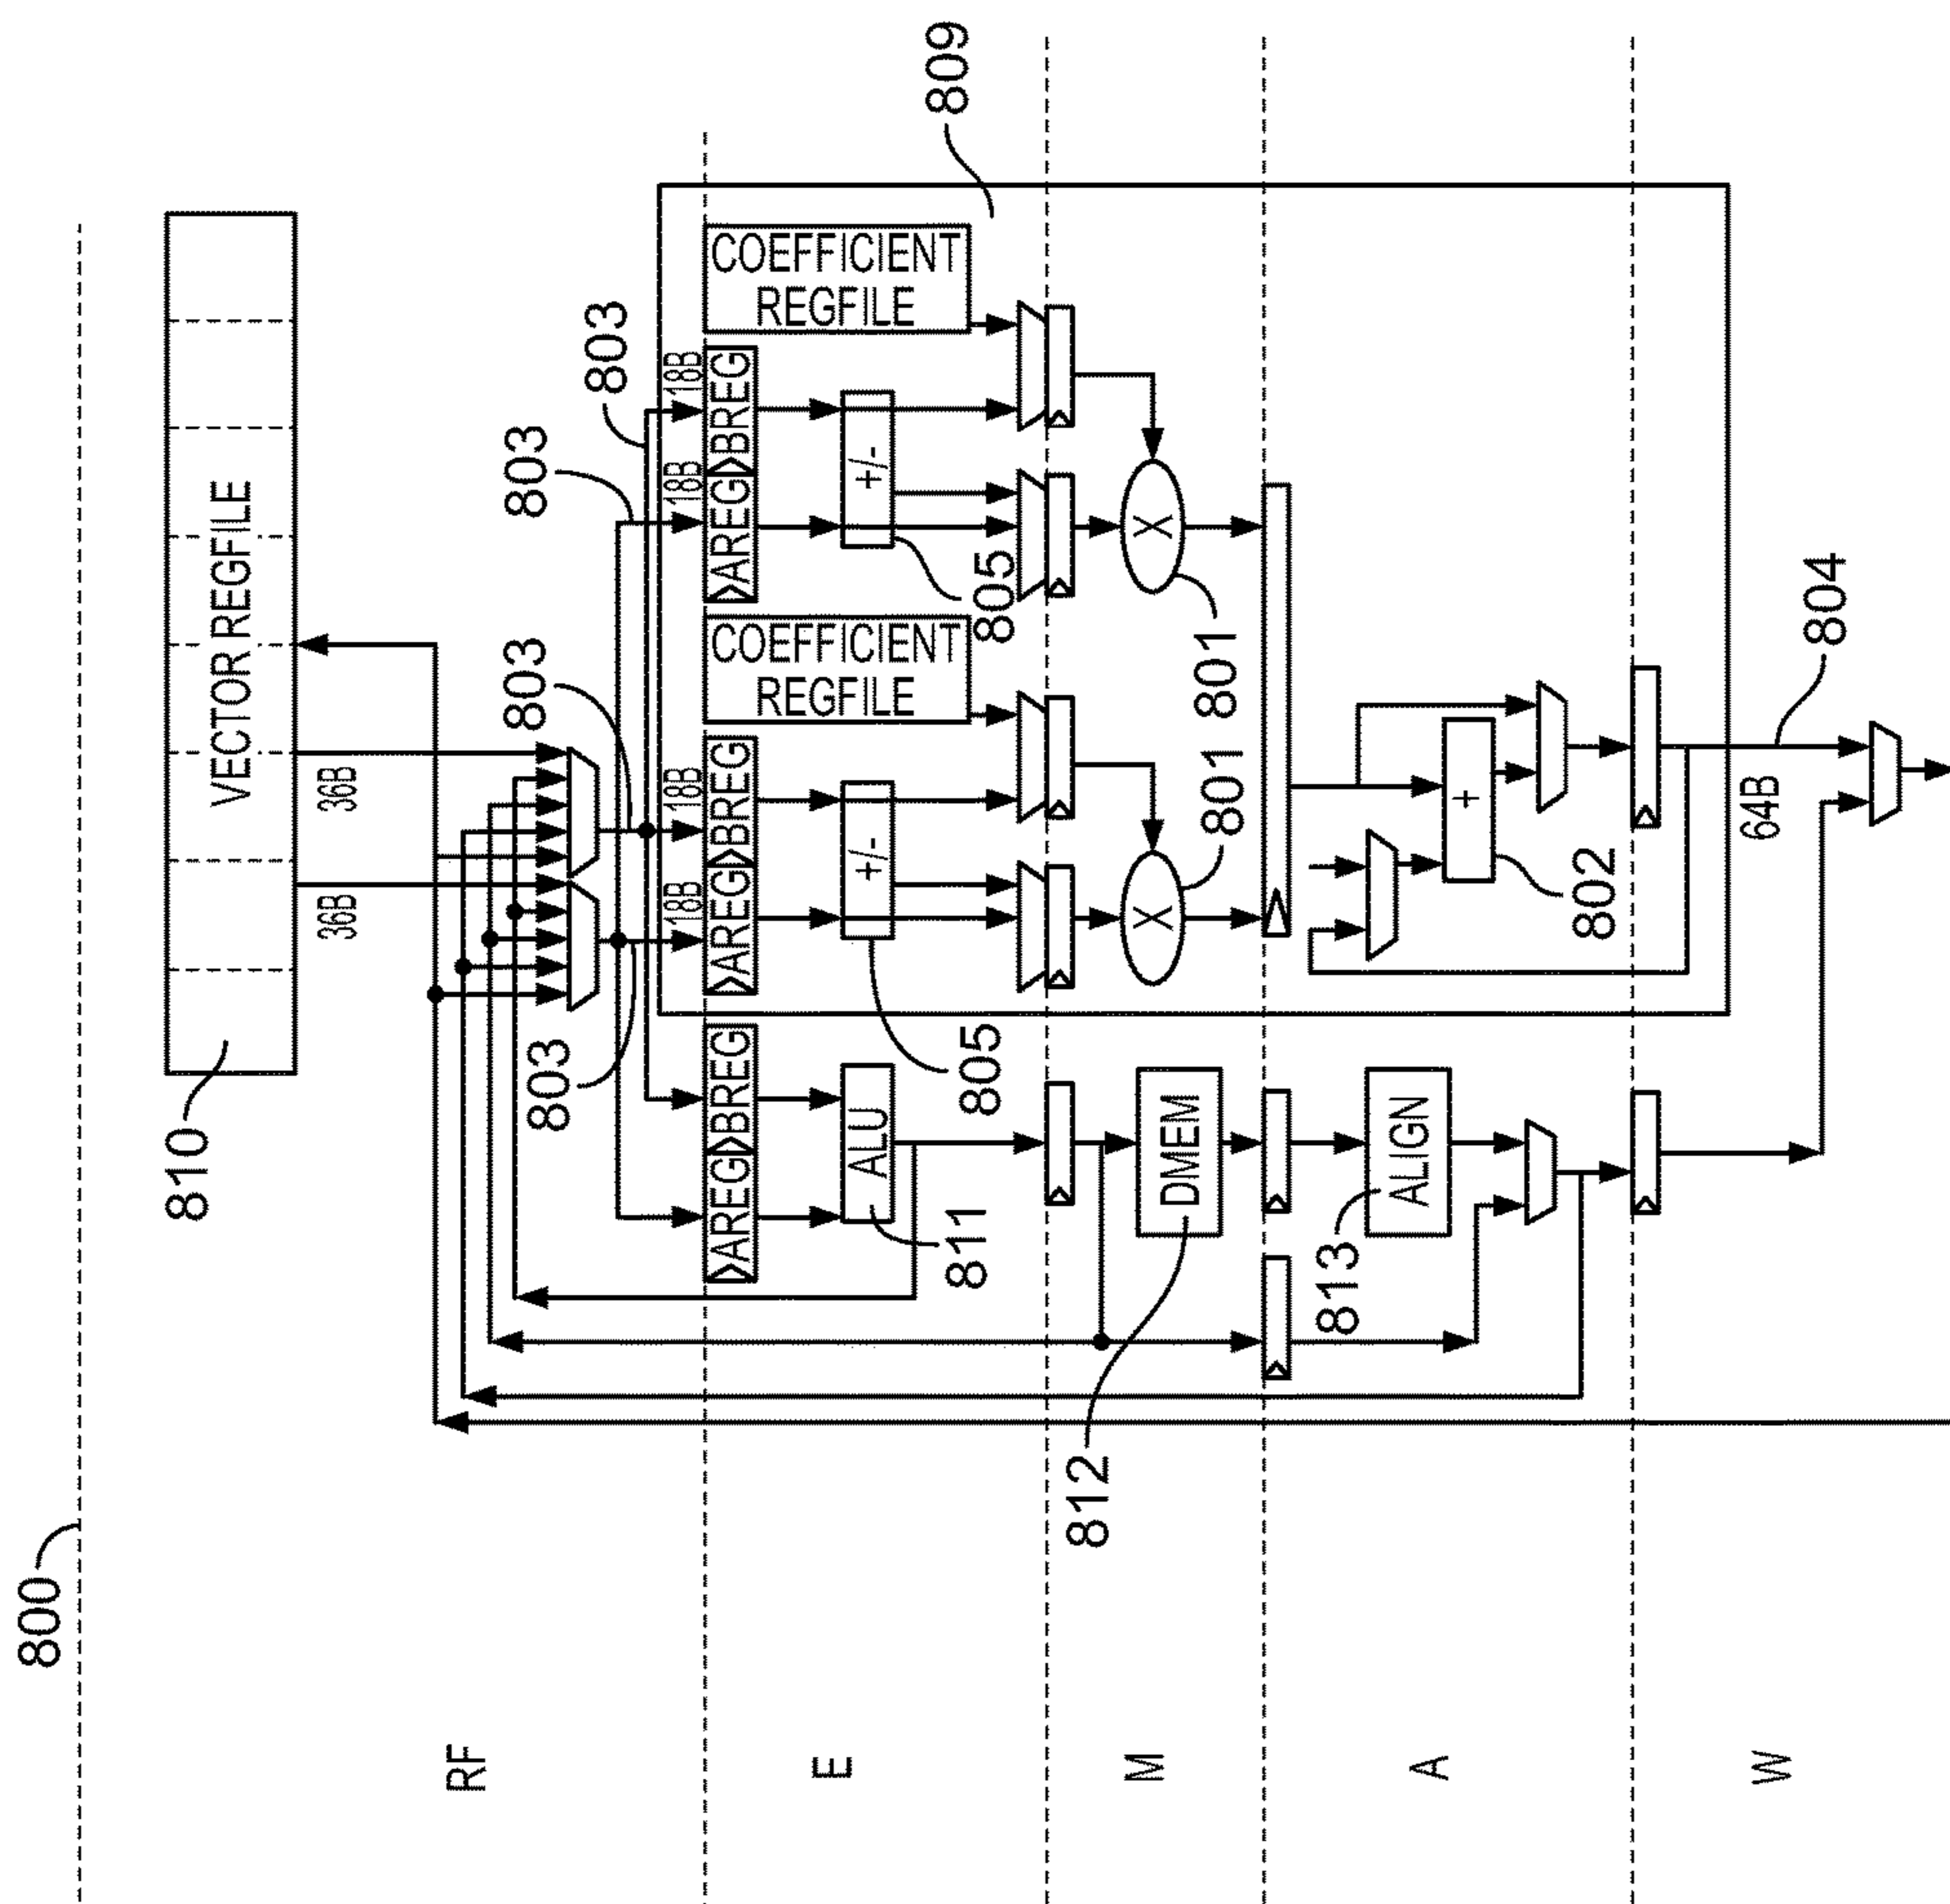 800
809
810
VECTOR REGFILE
36B
36B
803
803
803
803
RF
18B
18B
18B
18B
AREG
BREG
AREG
BREG
COEFFICIENT
REGFILE
AREG
BREG
COEFFICIENT
REGFILE
ALU
+/-
+/-
811
805
805
E
DMEM
X
X
812
801
801
M
ALIGN
+
813
802
A
64B
804
W